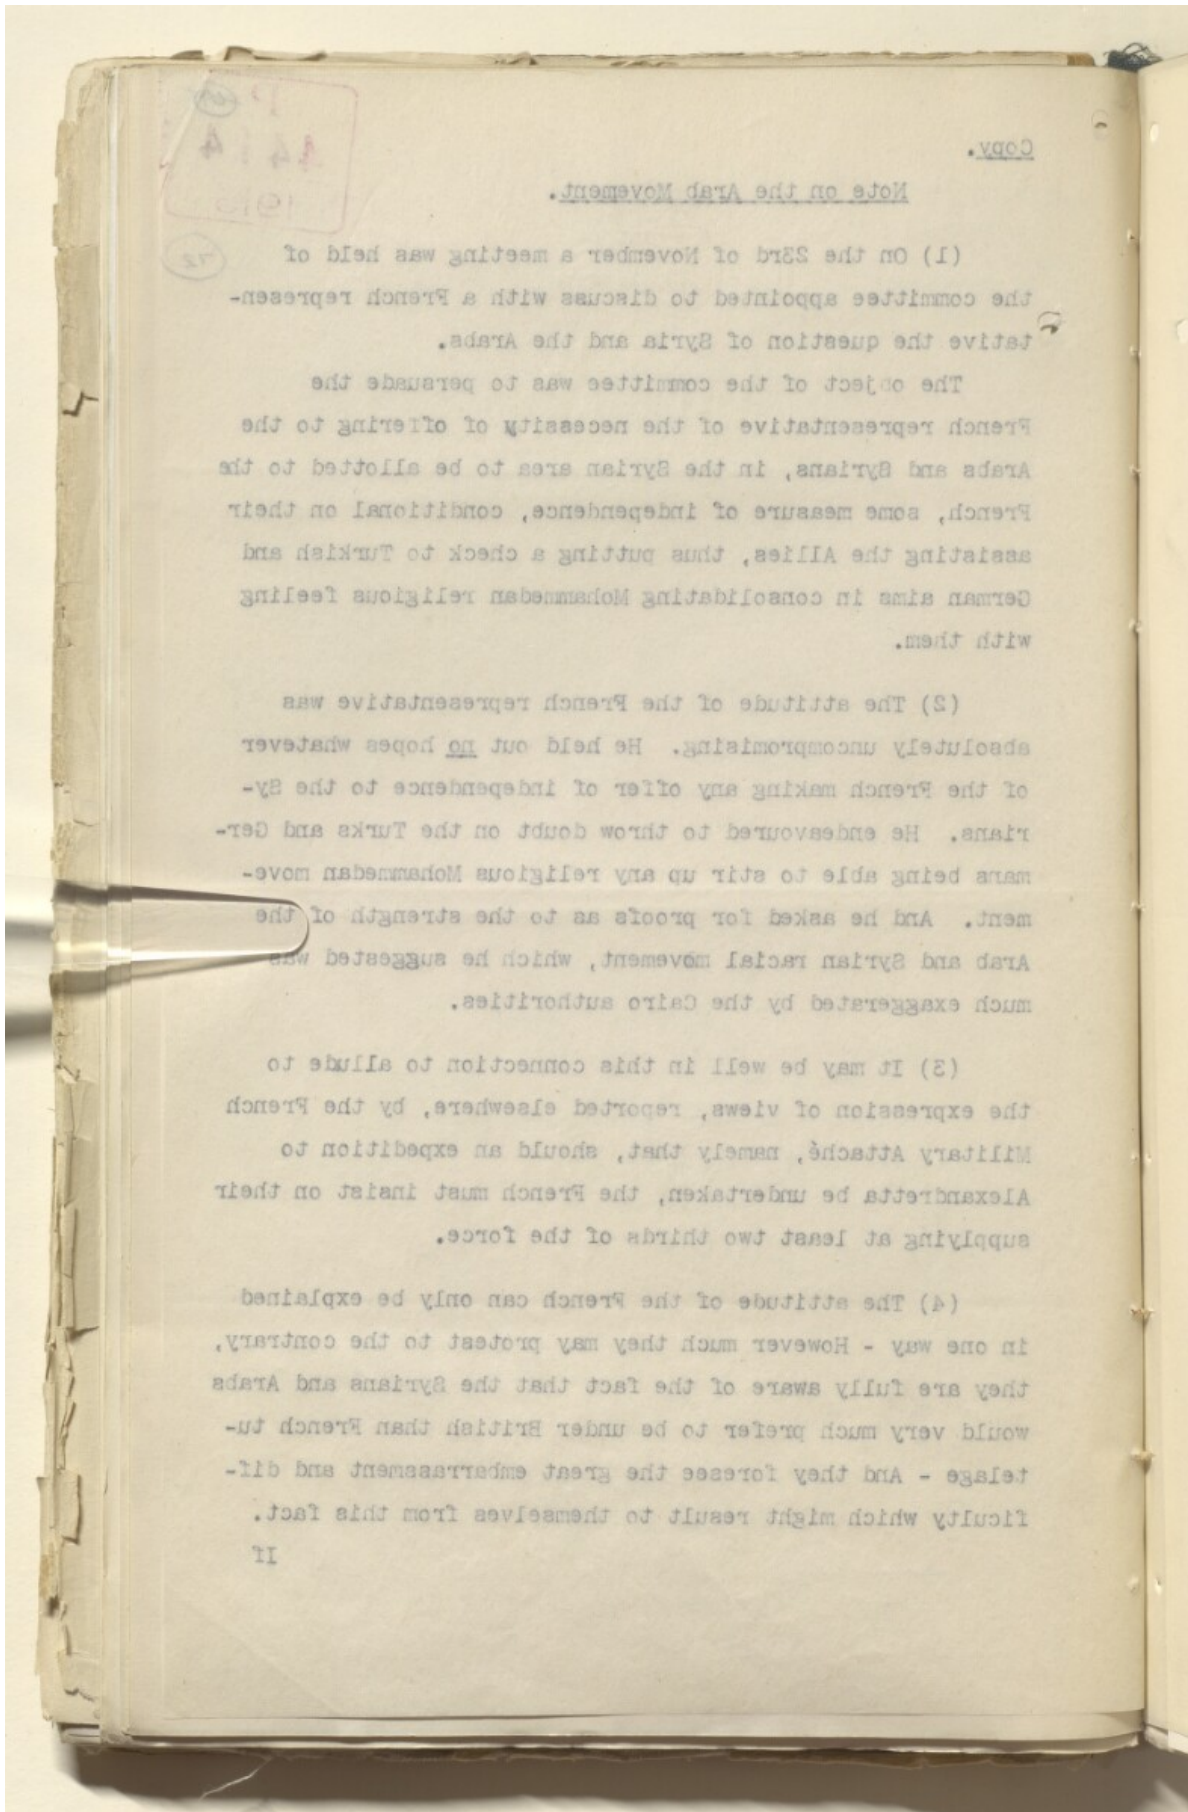 Copy.
Note on the Arab Movement.
(1) On the 23rd of November a meeting was held of
the committee appointed to discuss with a French represen-
tative the question of Syria and the Arabs.
The object of the committee was to persuade the
French representative of the necessity of offering to the
Arabs and Syrians, in the Syrian area to be allotted to the
French, some measure of independence, conditional on their
assisting the Allies, thus putting a check to Turkish and
German aims in consolidating Mohammedan religious feeling
with them.
(2) The attitude of the French representative was
absolutely uncompromising. He held out no hopes whatever
of the French making any offer of independence to the Sy-
rians. He endeavoured to throw doubt on the Turks and Ger-
mans being able to stir up any religious Mohammedan move-
ment. And he asked for proofs as to the strength of the
Arab and Syrian racial movement, which he suggested was
much exaggerated by the Cairo authorities.
(3) It may be well in this connection to allude to
the expression of views, reported elsewhere, by the French
Military Attaché, namely that, should an expedition to
Alexandretta be undertaken, the French must insist on their
supplying at least two thirds of the force.
(4) The attitude of the French can only be explained
in one way - However much they may protest to the contrary,
they are fully aware of the fact that the Syrians and Arabs
would very much prefer to be under British than French tu-
telage - And they foresee the great embarrassment and dif-
ficulty which might result to themselves from this fact.
If